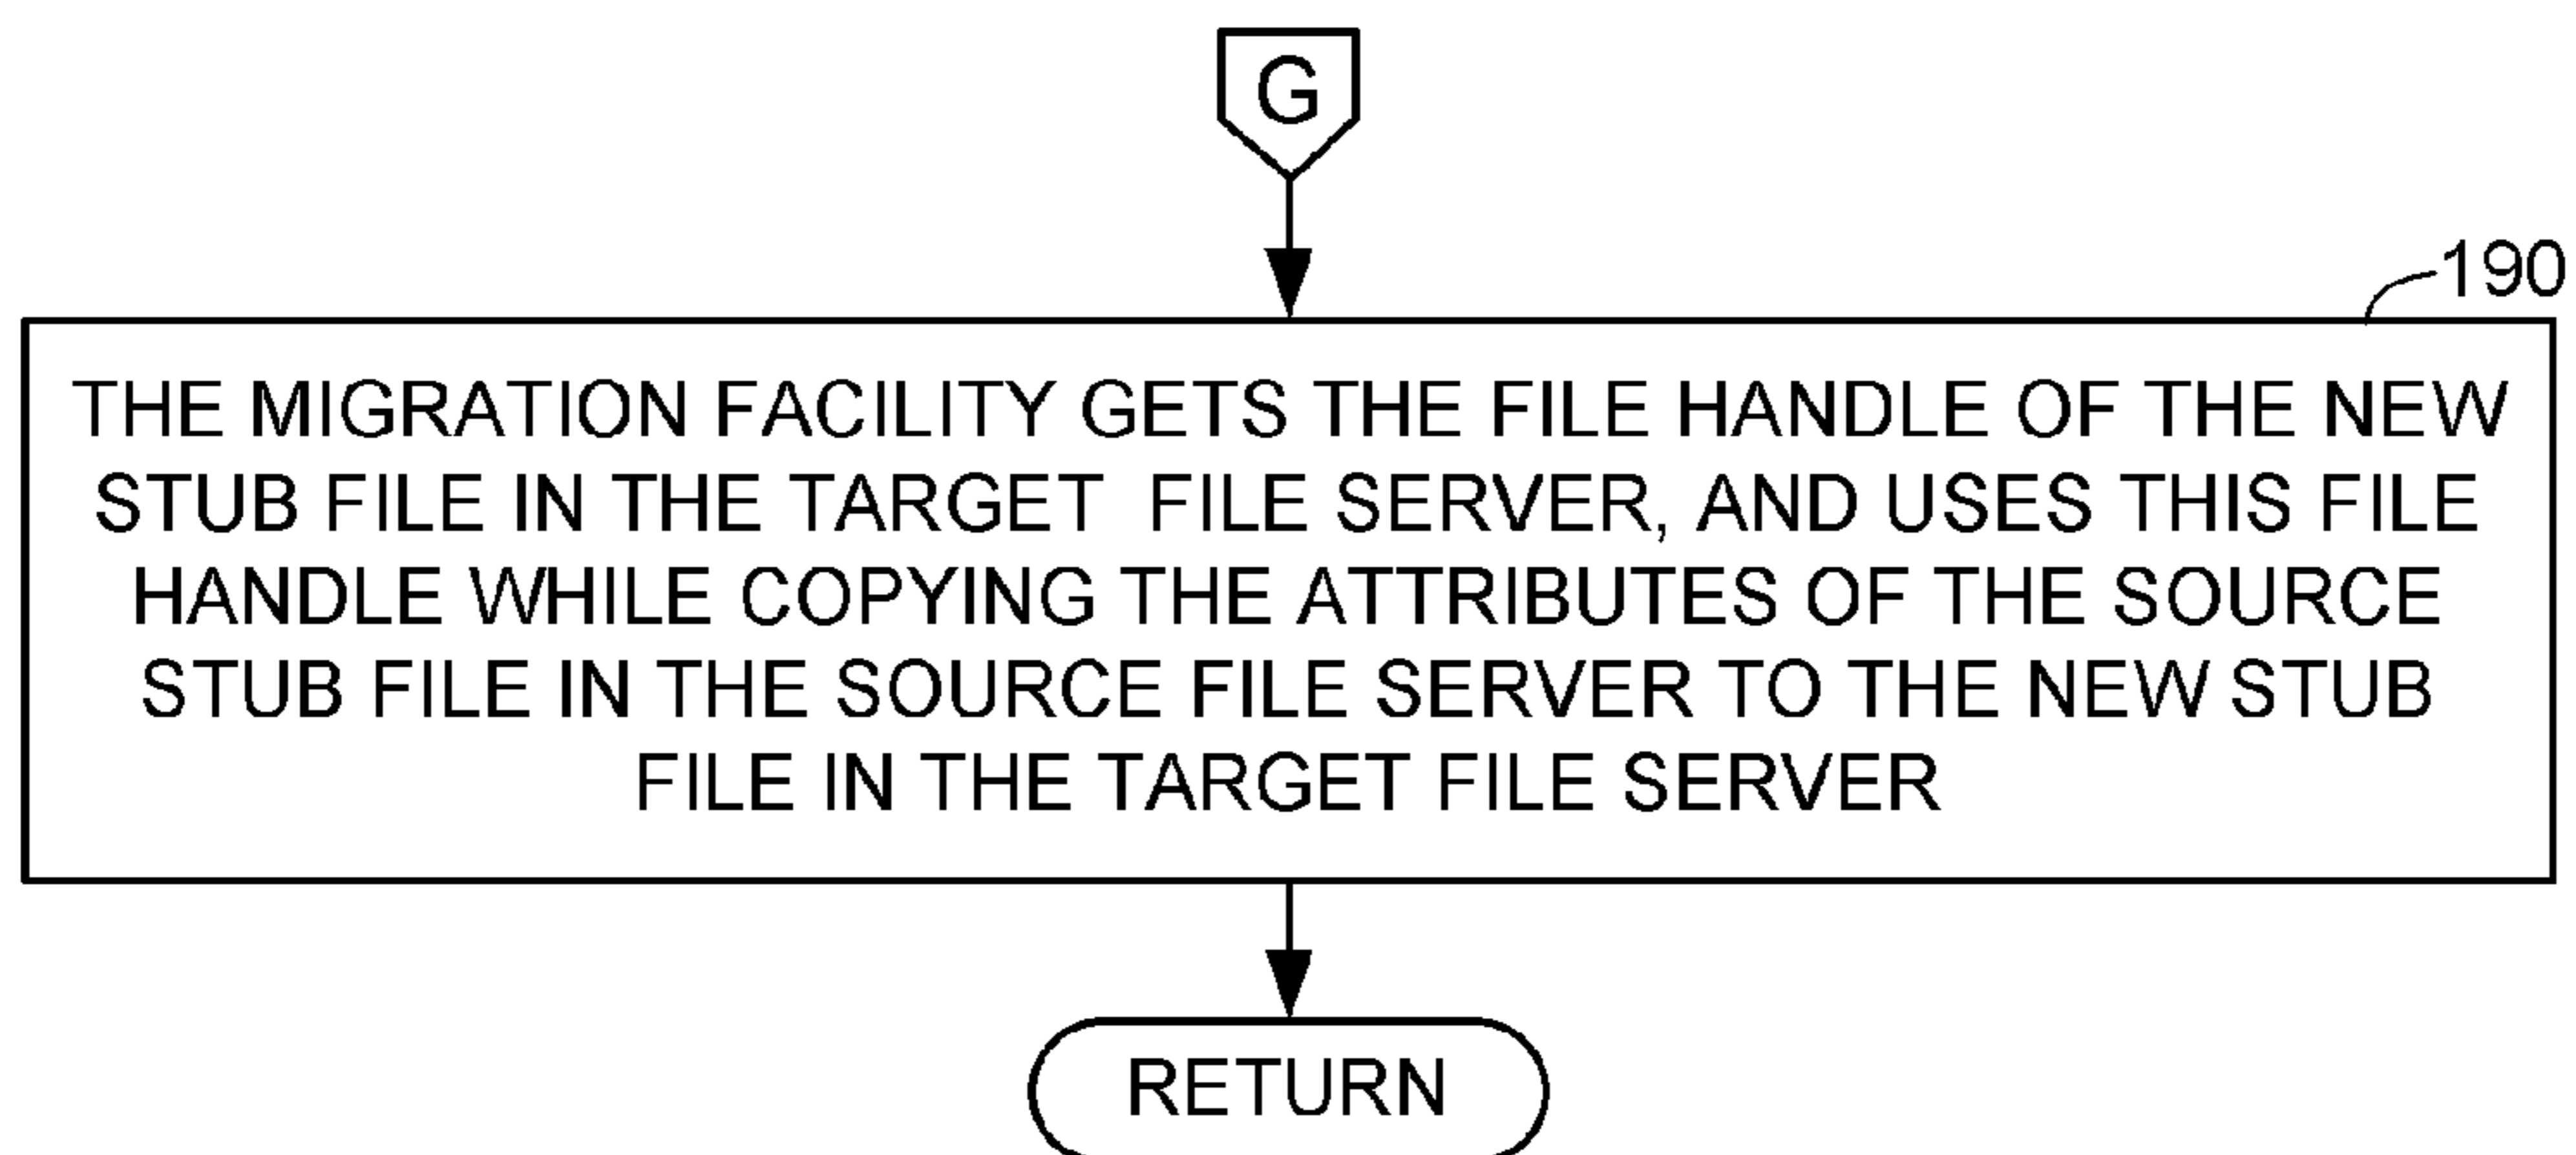 G
190
THE MIGRATION FACILITY GETS THE FILE HANDLE OF THE NEW
STUB FILE IN THE TARGET FILE SERVER, AND USES THIS FILE
HANDLE WHILE COPYING THE ATTRIBUTES OF THE SOURCE
STUB FILE IN THE SOURCE FILE SERVER TO THE NEW STUB
FILE IN THE TARGET FILE SERVER
RETURN